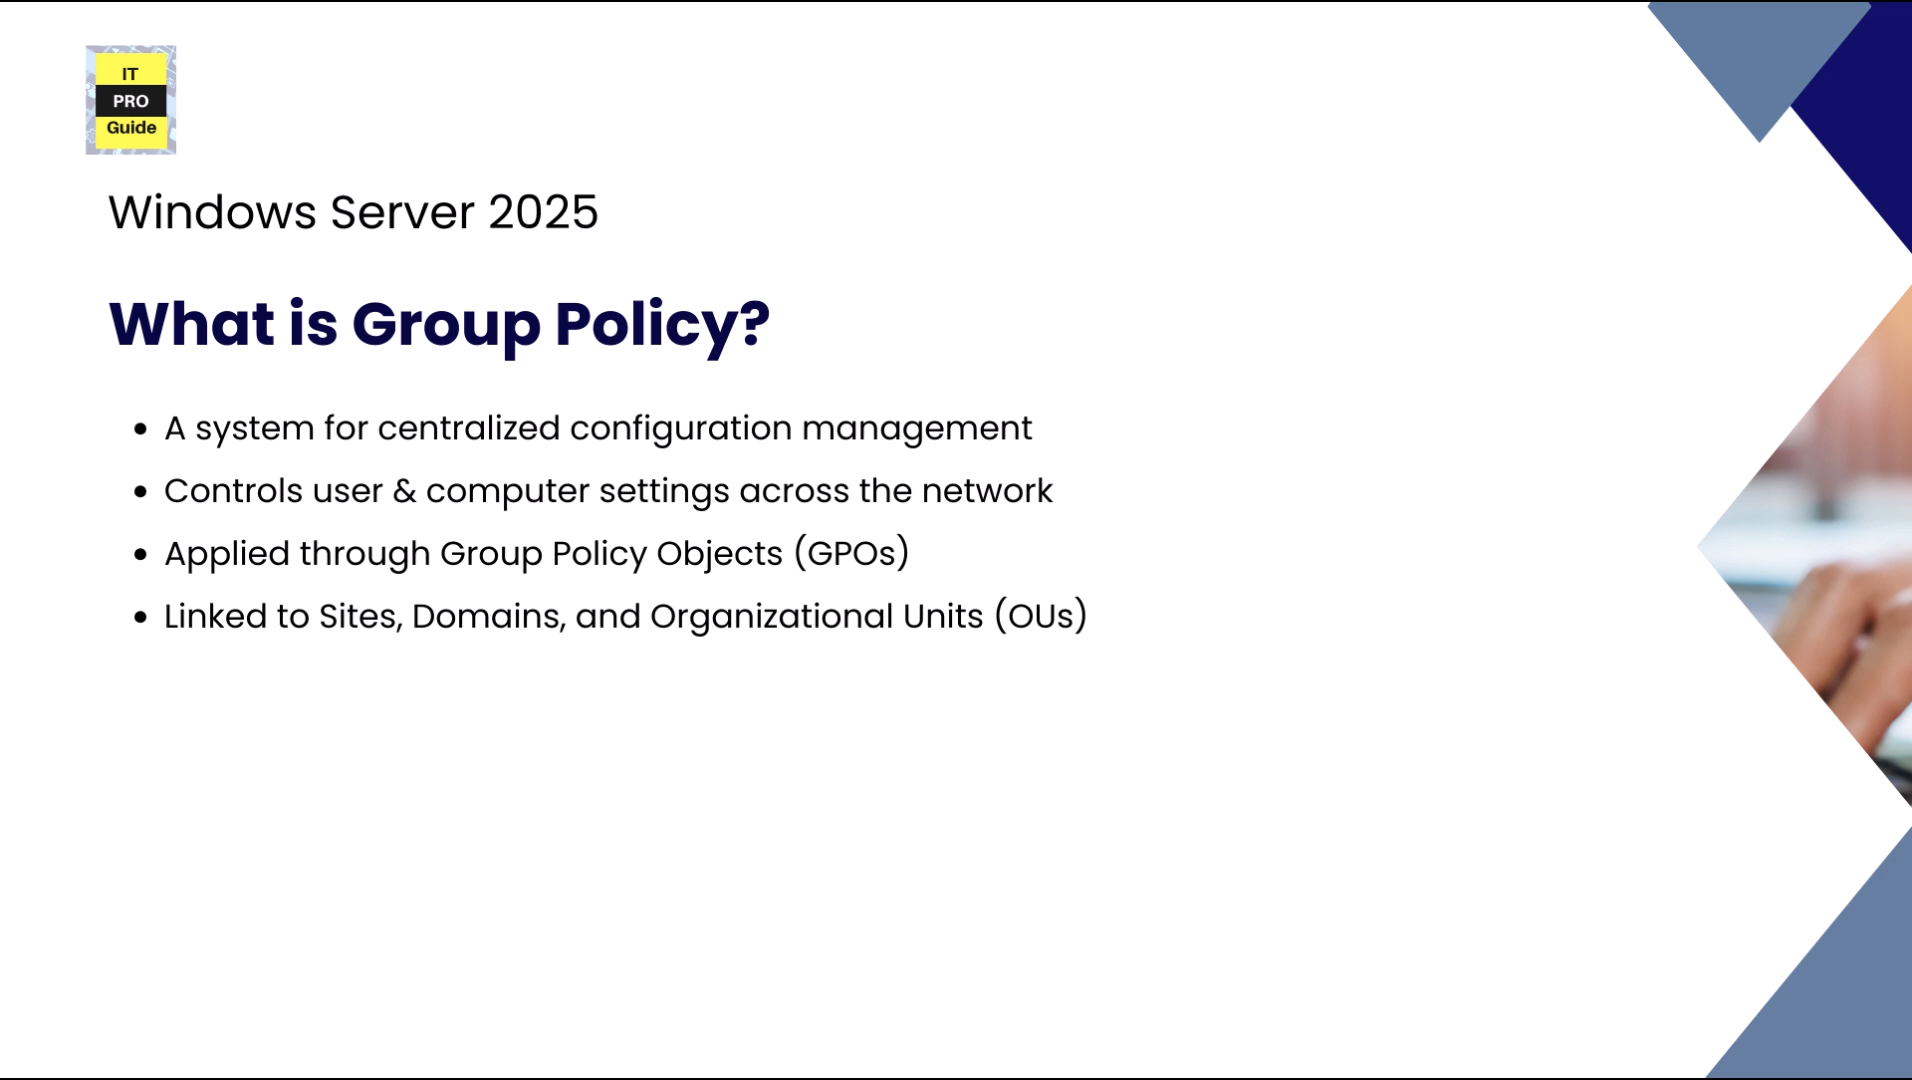 IT
PRO
Guide
Windows Server 2025
What is Group Policy?
• A system for centralized configuration management
• Controls user & computer settings across the network
• Applied through Group Policy Objects (GPOs)
• Linked to Sites, Domains, and Organizational Units (OUs)